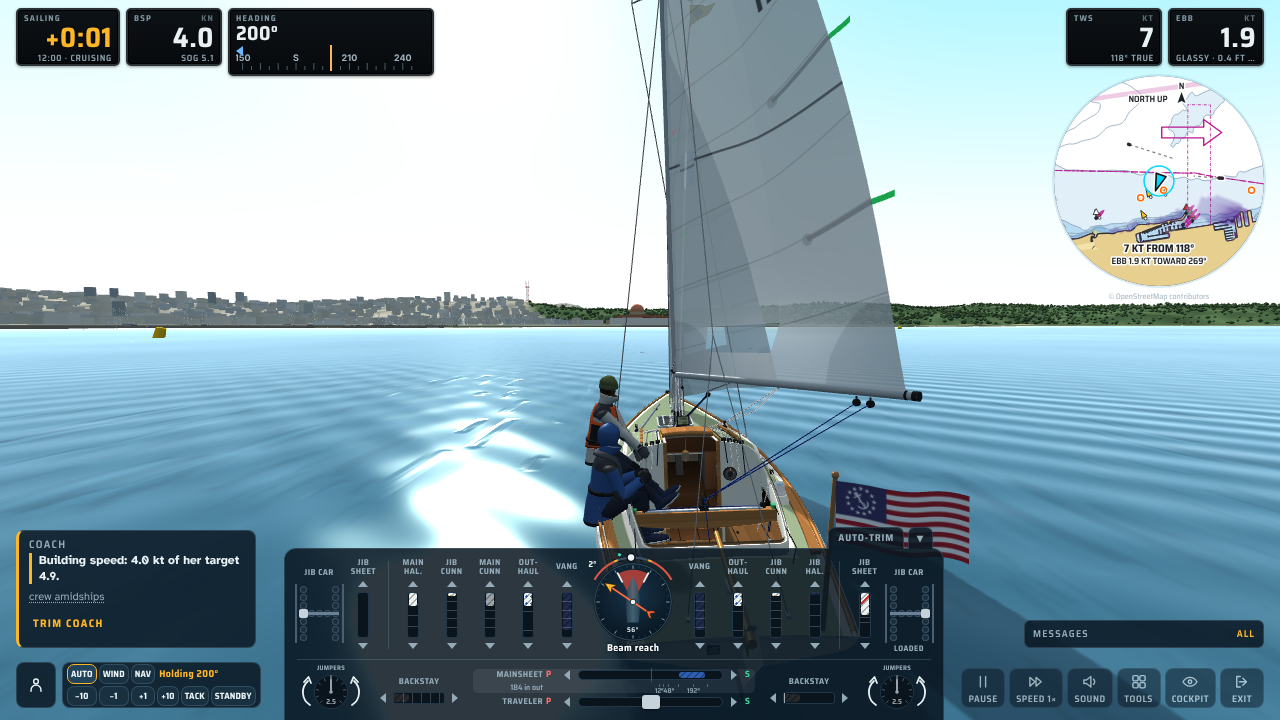 SAILING
+0:01
12:00 · CRUISING
BSP KN
4.0
SOG 5.1
HEADING
200°
150 S 210 240
TWS KT
7
118° TRUE
EBB KT
1.9
GLASSY · 0.4 FT ...
N
NORTH UP
7 KT FROM 118°
EBB 1.9 KT TOWARD 269°
© OpenStreetMap contributors
COACH
Building speed: 4.0 kt of her target
4.9.
crew amidships
TRIM COACH
AUTO WIND NAV Holding 200°
−10 −1 +1 +10 TACK STANDBY
AUTO-TRIM ▼
JIB CAR
JIB SHEET
MAIN HAL.
JIB CUNN
MAIN CUNN
OUT-HAUL
VANG
2°
56°
Beam reach
VANG
OUT-HAUL
JIB CUNN
JIB HAL.
JIB SHEET
JIB CAR
LOADED
JUMPERS
2.5
BACKSTAY
MAINSHEET P S
184 in out
12'48" 192"
TRAVELER P S
BACKSTAY
JUMPERS
2.5
MESSAGES ALL
PAUSE
SPEED 1×
SOUND
TOOLS
COCKPIT
EXIT